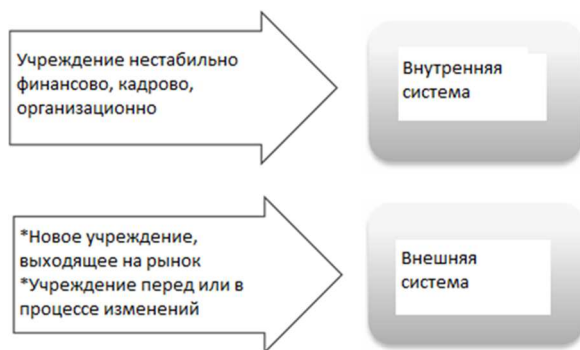 Учреждение нестабильно
финансово, кадрово,
организационно
Внутренняя
система
*Новое учреждение,
выходящее на рынок
*Учреждение перед или в
процессе изменений
Внешняя
система